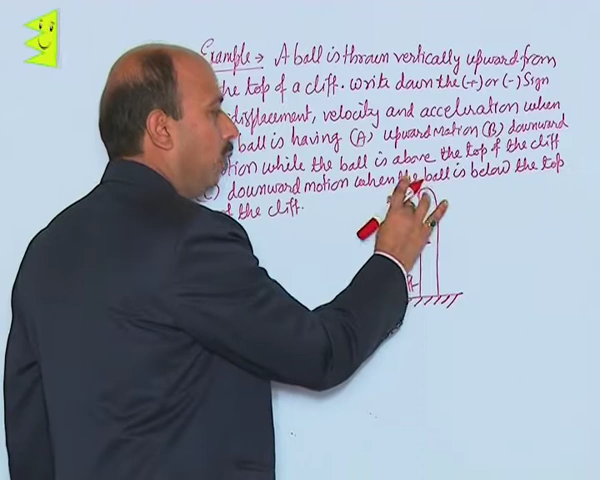 Example → A ball is thrown vertically upward from
the top of a cliff. Write down the (+) or (-) Sign
displacement, velocity and acceleration when
ball is having (A) upward Motion (B) downward
otion while the ball is above the top of the cliff
) downward motion when the ball is below the top
of the cliff.